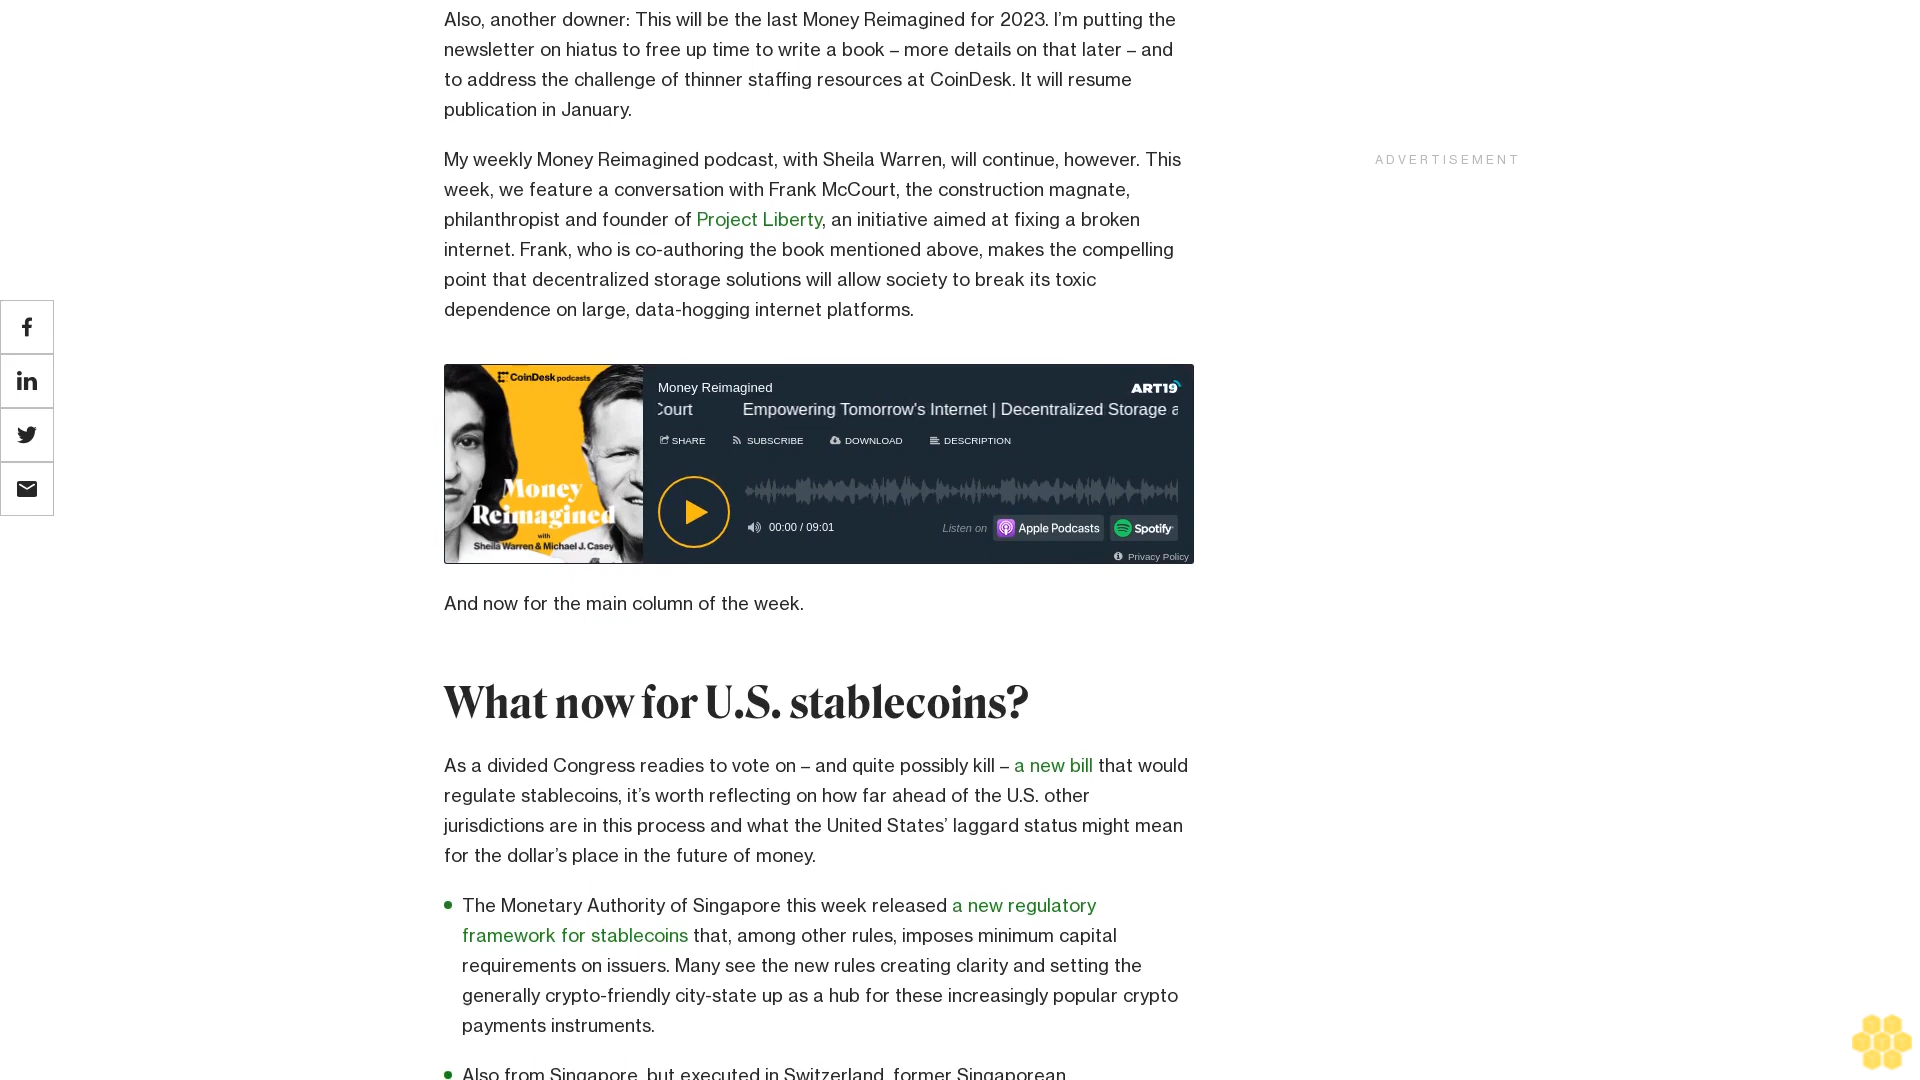 Also, another downer: This will be the last Money Reimagined for 2023. I’m putting the
newsletter on hiatus to free up time to write a book – more details on that later – and
to address the challenge of thinner staffing resources at CoinDesk. It will resume
publication in January.
My weekly Money Reimagined podcast, with Sheila Warren, will continue, however. This
week, we feature a conversation with Frank McCourt, the construction magnate,
philanthropist and founder of Project Liberty, an initiative aimed at fixing a broken
internet. Frank, who is co-authoring the book mentioned above, makes the compelling
point that decentralized storage solutions will allow society to break its toxic
dependence on large, data-hogging internet platforms.
ADVERTISEMENT
CoinDesk podcasts
Money
Reimagined
with
Sheila Warren & Michael J. Casey
Money Reimagined
ART19
Court Empowering Tomorrow's Internet | Decentralized Storage a
SHARE SUBSCRIBE DOWNLOAD DESCRIPTION
00:00 / 09:01
Listen on Apple Podcasts Spotify
Privacy Policy
And now for the main column of the week.
What now for U.S. stablecoins?
As a divided Congress readies to vote on – and quite possibly kill – a new bill that would
regulate stablecoins, it’s worth reflecting on how far ahead of the U.S. other
jurisdictions are in this process and what the United States’ laggard status might mean
for the dollar’s place in the future of money.
The Monetary Authority of Singapore this week released a new regulatory
framework for stablecoins that, among other rules, imposes minimum capital
requirements on issuers. Many see the new rules creating clarity and setting the
generally crypto-friendly city-state up as a hub for these increasingly popular crypto
payments instruments.
Also from Singapore, but executed in Switzerland, former Singaporean